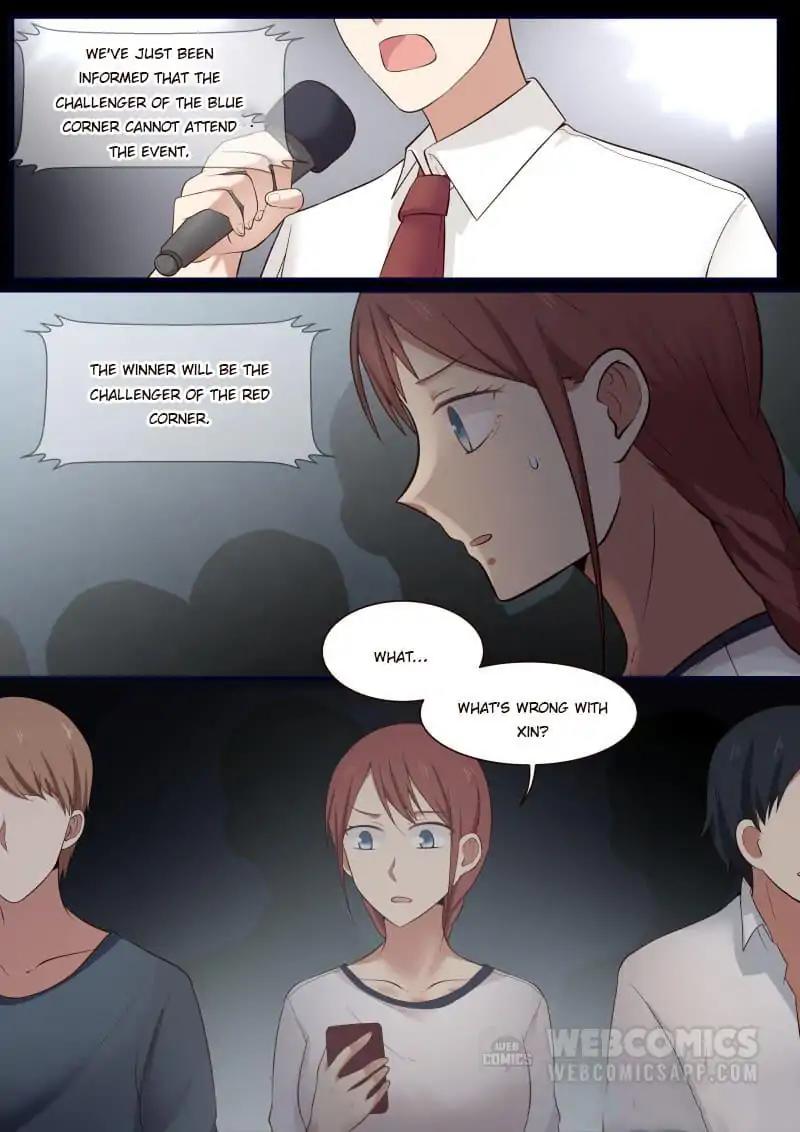 WE'VE JUST BEEN
INFORMED THAT THE
CHALLENGER OF THE BLUE
CORNER CANNOT ATTEND
THE EVENT.
THE WINNER WILL BE THE
CHALLENGER OF THE RED
CORNER.
WHAT...
WHAT'S WRONG WITH
XIN?
WEB
COMICS
WEBCOMICS
WEBCOMICSAPP.COM